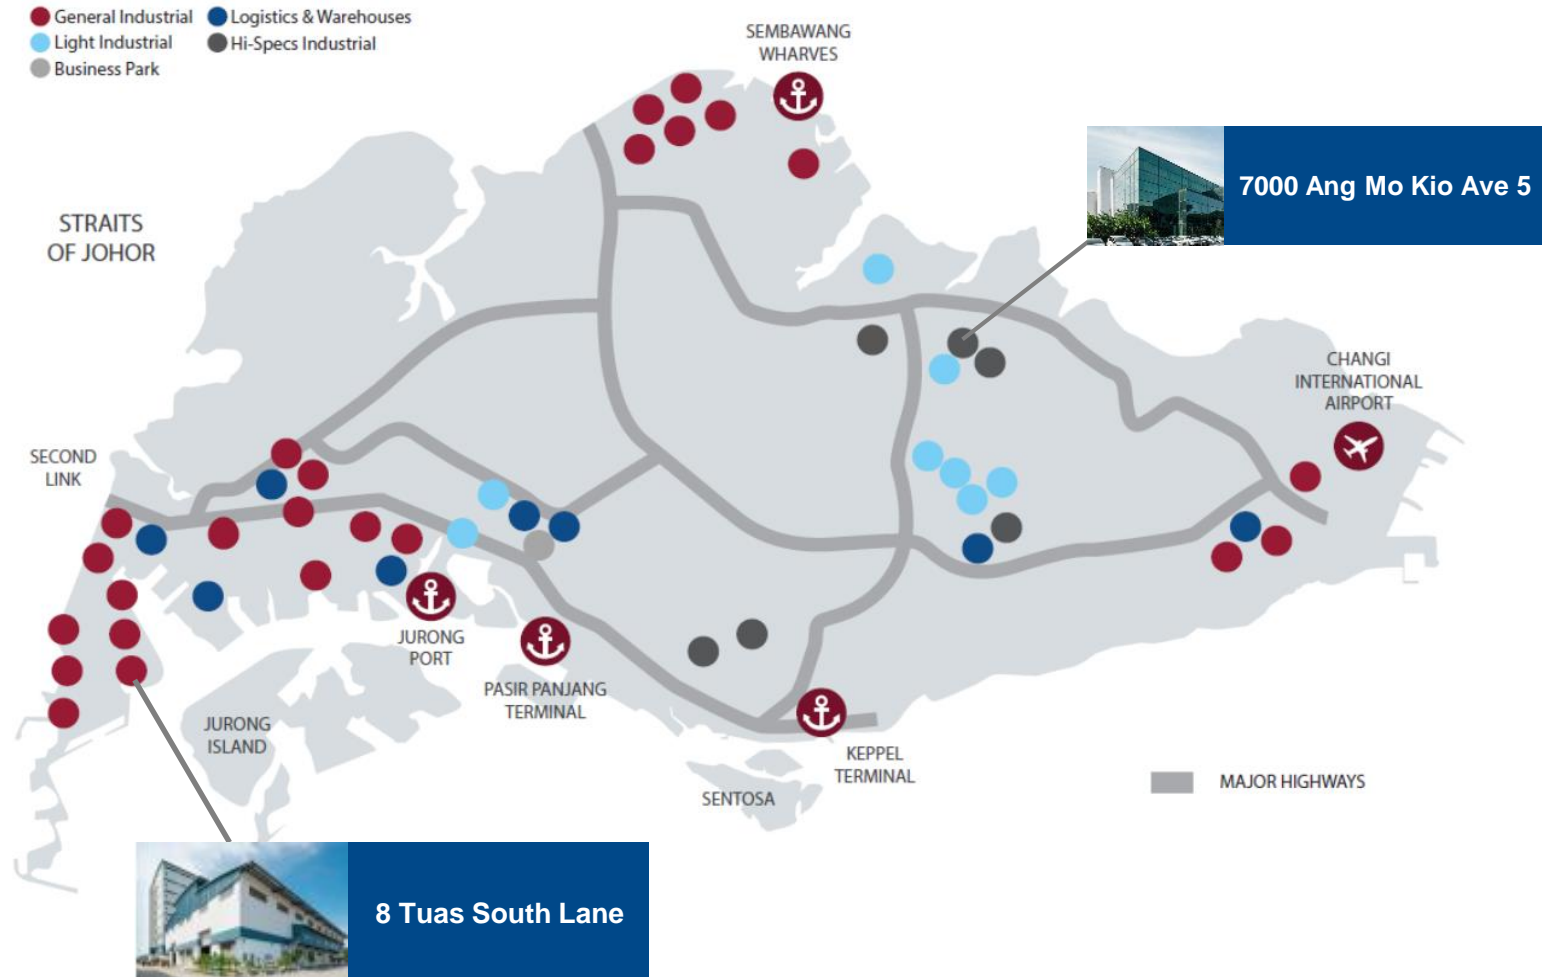 General Industrial
Logistics & Warehouses
Light Industrial
Hi-Specs Industrial
Business Park
SEMBAWANG
WHARVES
7000 Ang Mo Kio Ave 5
STRAITS
OF JOHOR
CHANGI
INTERNATIONAL
AIRPORT
SECOND
LINK
JURONG
PORT
PASIR PANJANG
TERMINAL
JURONG
ISLAND
KEPPEL
TERMINAL
SENTOSA
MAJOR HIGHWAYS
8 Tuas South Lane